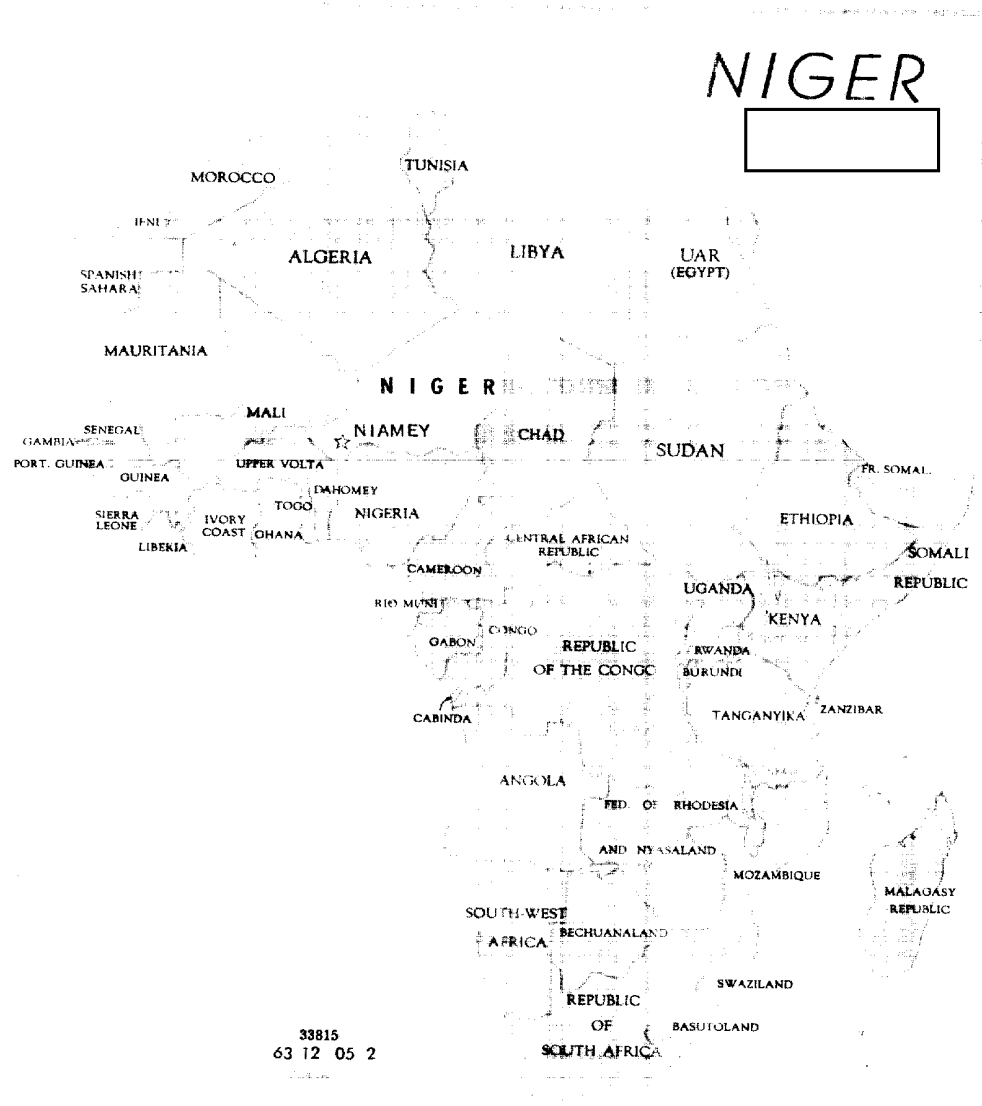 NIGER
TUNISIA
MOROCCO
IFNI
ALGERIA
LIBYA
UAR
(EGYPT)
SPANISH
SAHARA
MAURITANIA
NIGER
MALI
NIAMEY
SENEGAL
GAMBIA
CHAD
SUDAN
PORT. GUINEA
UPPER VOLTA
GUINEA
FR. SOMAL.
DAHOMEY
TOGO
NIGERIA
SIERRA
LEONE
IVORY
COAST
GHANA
ETHIOPIA
LIBERIA
CENTRAL AFRICAN
REPUBLIC
SOMALI
REPUBLIC
CAMEROON
UGANDA
RIO MUNI
KENYA
CONGO
GABON
REPUBLIC
OF THE CONGO
RWANDA
BURUNDI
CABINDA
TANGANYIKA
ZANZIBAR
ANGOLA
FED. OF RHODESIA
AND NYASALAND
MOZAMBIQUE
MALAGASY
REPUBLIC
SOUTH-WEST
AFRICA
BECHUANALAND
SWAZILAND
REPUBLIC
OF
SOUTH AFRICA
BASUTOLAND
33815
63 12 05 2